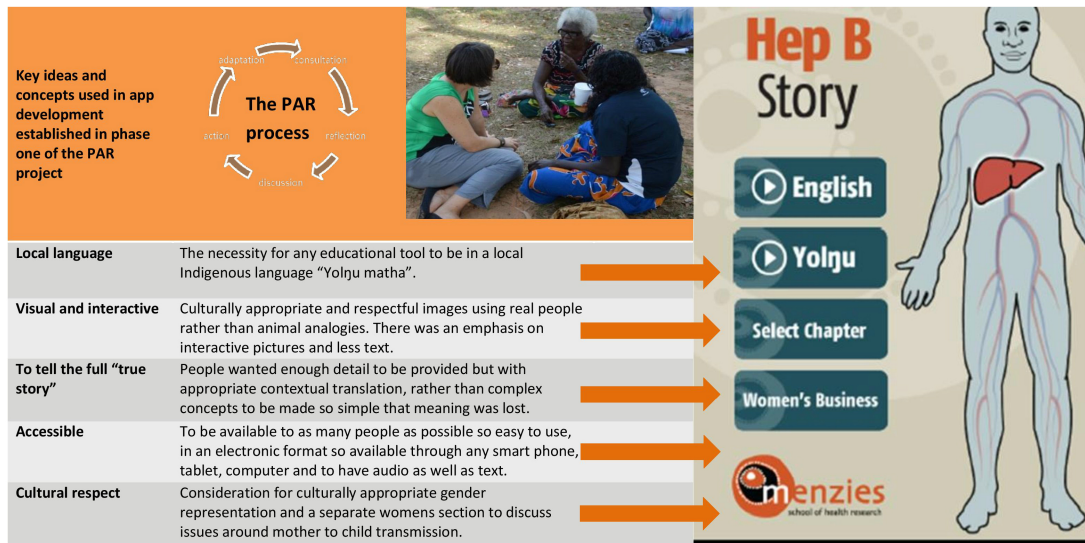 Key ideas and
concepts used in app
development
established in phase
one of the PAR
project
adaptation
consultation
The PAR
process
action
reflection
discussion
Local language
The necessity for any educational tool to be in a local
Indigenous language “Yolŋu matha”.
Visual and interactive
Culturally appropriate and respectful images using real people
rather than animal analogies. There was an emphasis on
interactive pictures and less text.
To tell the full “true
story”
People wanted enough detail to be provided but with
appropriate contextual translation, rather than complex
concepts to be made so simple that meaning was lost.
Accessible
To be available to as many people as possible so easy to use,
in an electronic format so available through any smart phone,
tablet, computer and to have audio as well as text.
Cultural respect
Consideration for culturally appropriate gender
representation and a separate womens section to discuss
issues around mother to child transmission.
Hep B
Story
English
Yolŋu
Select Chapter
Women's Business
menzies
school of health research